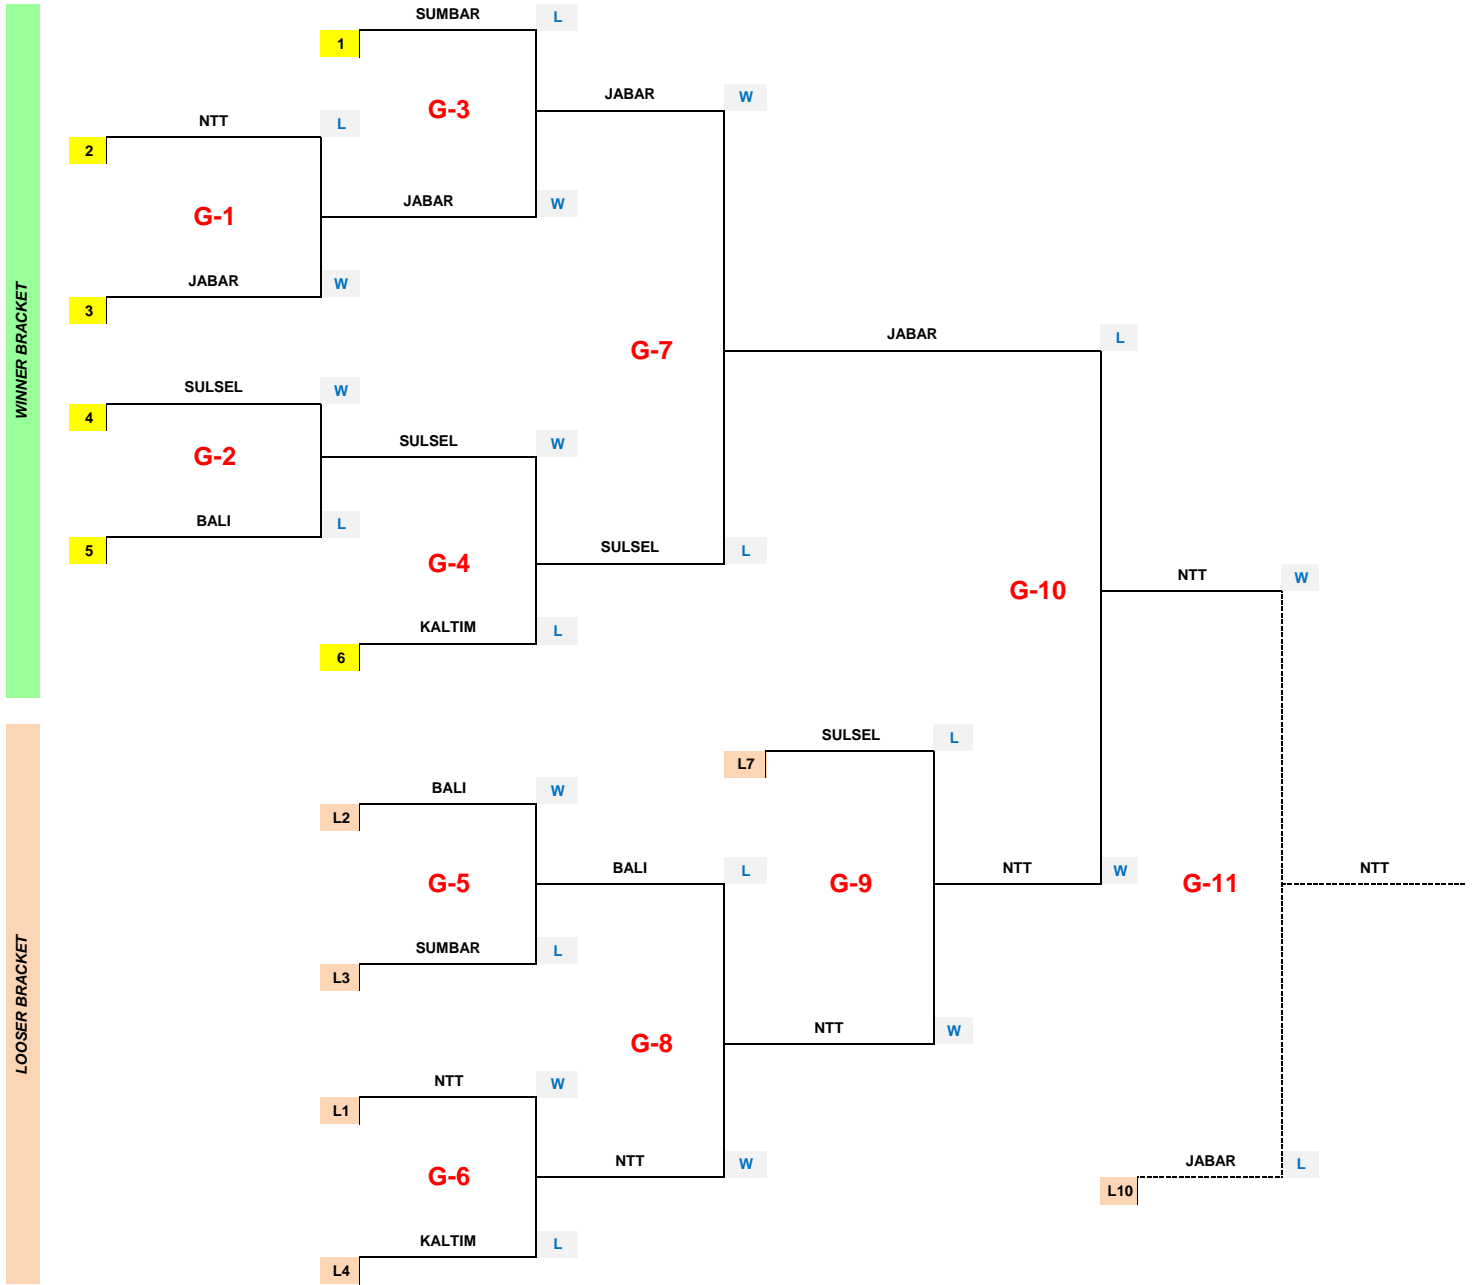 SUMBAR L
1
JABAR W
G-3
NTT L
2
JABAR W
G-1
JABAR W
3
WINNER BRACKET
JABAR L
G-7
SULSEL W
4
SULSEL W
G-2
BALI L
5
SULSEL L
G-4
NTT W
G-10
KALTIM L
6
SULSEL L
L7
BALI W
L2
BALI L
G-5
G-9
NTT W
G-11
NTT
SUMBAR L
L3
LOOSER BRACKET
NTT W
G-8
NTT W
L1
NTT W
JABAR L
G-6
L10
KALTIM L
L4